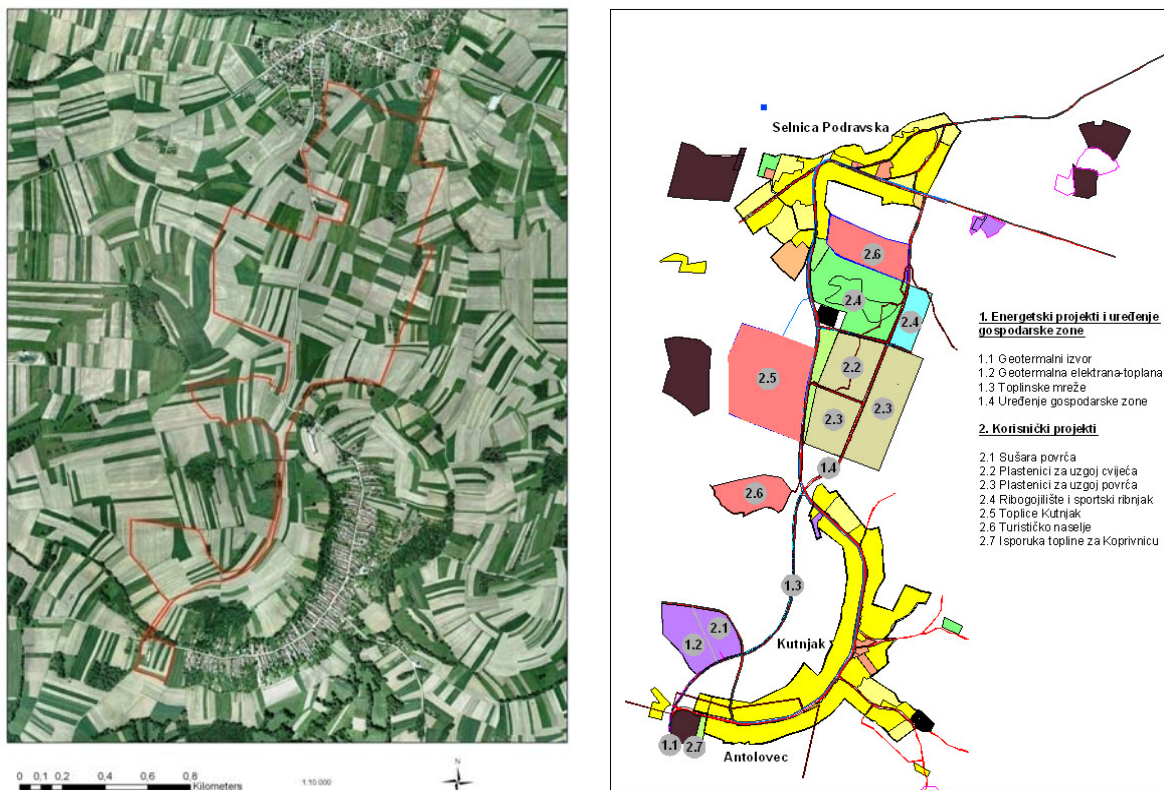 0 0,1 0,2 0,4 0,6 0,8
Kilometers
1:10.000
N
Selnica Podravska
2.6
2.4
2.4
2.2
2.5
2.3
2.3
1.4
2.6
1.3
2.1
1.2
Kutnjak
1.1
2.7
Antolovec
1. Energetski projekti i uređenje
gospodarske zone
1.1 Geotermalni izvor
1.2 Geotermalna elektrana-toplana
1.3 Toplinske mreže
1.4 Uređenje gospodarske zone
2. Korisnički projekti
2.1 Sušara povrća
2.2 Plastenici za uzgoj cvijeća
2.3 Plastenici za uzgoj povrća
2.4 Ribogojilište i sportski ribnjak
2.5 Toplice Kutnjak
2.6 Turističko naselje
2.7 Isporuka topline za Koprivnicu